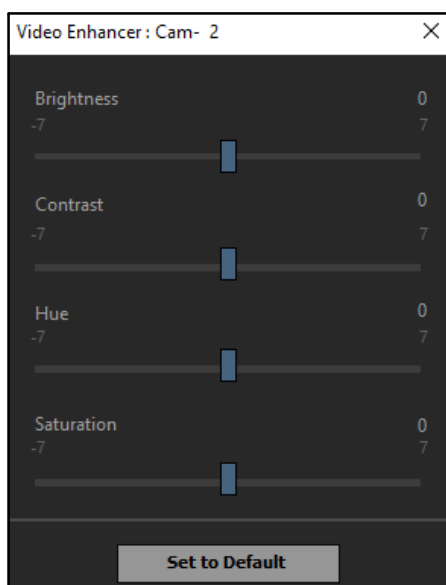 Video Enhancer : Cam- 2
Brightness 0
-7 7
Contrast 0
-7 7
Hue 0
-7 7
Saturation 0
-7 7
Set to Default